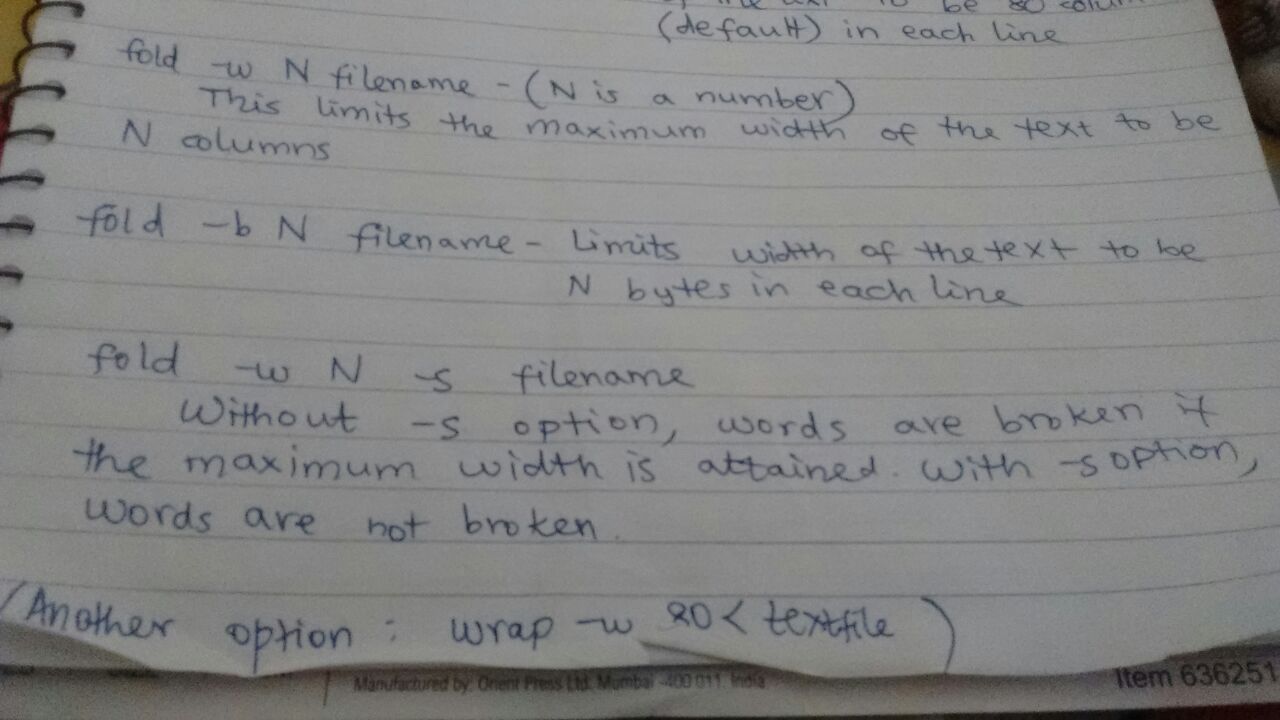 to be 80 colum
(default) in each line
fold -w N filename - (N is a number)
This limits the maximum width of the text to be
N columns
fold -b N filename - Limits width of the text to be
N bytes in each line
fold -w N -s filename
Without -s option, words are broken if
the maximum width is attained. With -s option,
words are not broken.
(Another option : wrap -w 80 < textfile )
Manufactured by: Orient Press Ltd. Mumbai -400 011. India
Item 636251